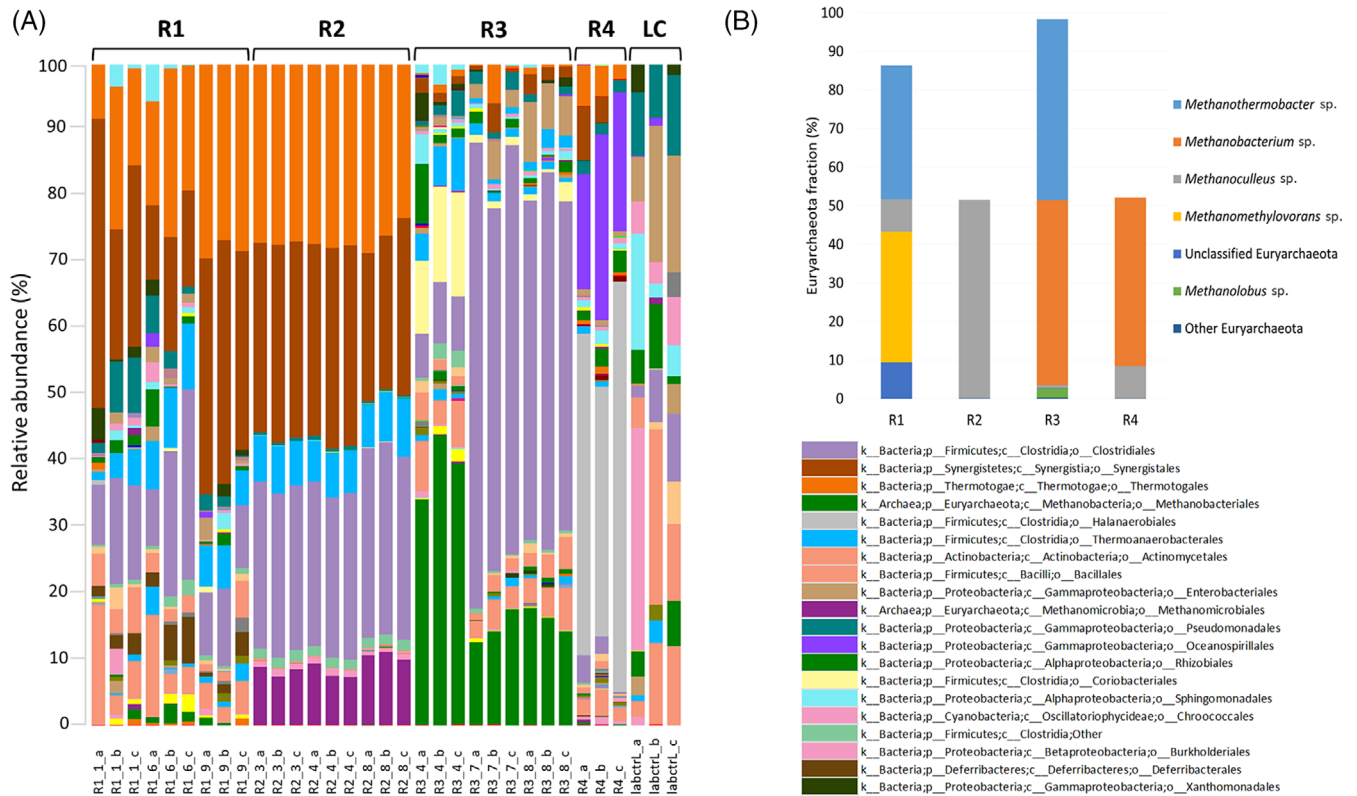 (A)
R1 R2 R3 R4 LC
Relative abundance (%)
100
90
80
70
60
50
40
30
20
10
0
R1_1_a
R1_1_b
R1_1_c
R1_6_a
R1_6_b
R1_6_c
R1_9_a
R1_9_b
R1_9_c
R2_3_a
R2_3_b
R2_3_c
R2_4_a
R2_4_b
R2_4_c
R2_8_a
R2_8_b
R2_8_c
R3_4_a
R3_4_b
R3_4_c
R3_7_a
R3_7_b
R3_7_c
R3_8_a
R3_8_b
R3_8_c
R4_a
R4_b
R4_c
labctrl_a
labctrl_b
labctrl_c
(B)
Euryarchaeota fraction (%)
100
90
80
70
60
50
40
30
20
10
0
R1 R2 R3 R4
Methanothermobacter sp.
Methanobacterium sp.
Methanoculleus sp.
Methanomethylovorans sp.
Unclassified Euryarchaeota
Methanolobus sp.
Other Euryarchaeota
k__Bacteria;p__Firmicutes;c__Clostridia;o__Clostridiales
k__Bacteria;p__Synergistetes;c__Synergistia;o__Synergistales
k__Bacteria;p__Thermotogae;c__Thermotogae;o__Thermotogales
k__Archaea;p__Euryarchaeota;c__Methanobacteria;o__Methanobacteriales
k__Bacteria;p__Firmicutes;c__Clostridia;o__Halanaerobiales
k__Bacteria;p__Firmicutes;c__Clostridia;o__Thermoanaerobacterales
k__Bacteria;p__Actinobacteria;c__Actinobacteria;o__Actinomycetales
k__Bacteria;p__Firmicutes;c__Bacilli;o__Bacillales
k__Bacteria;p__Proteobacteria;c__Gammaproteobacteria;o__Enterobacteriales
k__Archaea;p__Euryarchaeota;c__Methanomicrobia;o__Methanomicrobiales
k__Bacteria;p__Proteobacteria;c__Gammaproteobacteria;o__Pseudomonadales
k__Bacteria;p__Proteobacteria;c__Gammaproteobacteria;o__Oceanospirillales
k__Bacteria;p__Proteobacteria;c__Alphaproteobacteria;o__Rhizobiales
k__Bacteria;p__Firmicutes;c__Clostridia;o__Coriobacteriales
k__Bacteria;p__Proteobacteria;c__Alphaproteobacteria;o__Sphingomonadales
k__Bacteria;p__Cyanobacteria;c__Oscillatoriophycideae;o__Chroococcales
k__Bacteria;p__Firmicutes;c__Clostridia;Other
k__Bacteria;p__Proteobacteria;c__Betaproteobacteria;o__Burkholderiales
k__Bacteria;p__Deferribacteres;c__Deferribacteres;o__Deferribacterales
k__Bacteria;p__Proteobacteria;c__Gammaproteobacteria;o__Xanthomonadales